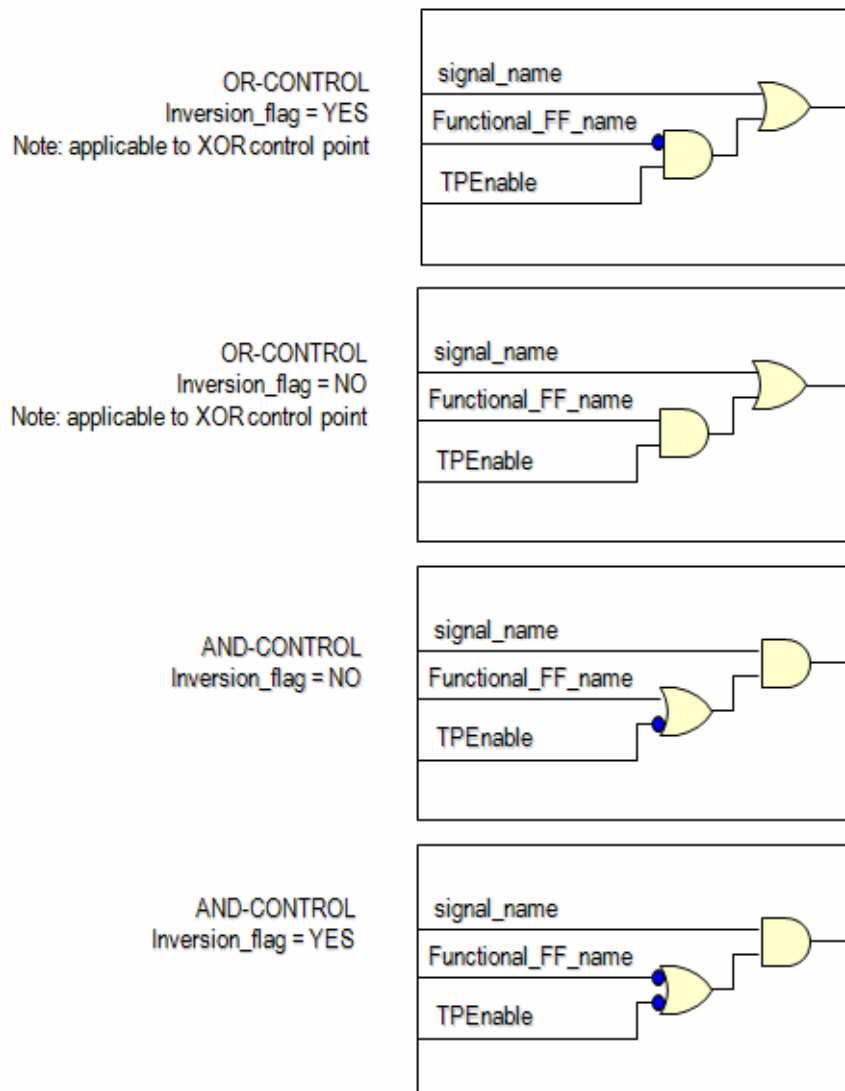 OR-CONTROL
Inversion_flag = YES
Note: applicable to XOR control point
signal_name
Functional_FF_name
TPEnable
OR-CONTROL
Inversion_flag = NO
Note: applicable to XOR control point
signal_name
Functional_FF_name
TPEnable
AND-CONTROL
Inversion_flag = NO
signal_name
Functional_FF_name
TPEnable
AND-CONTROL
Inversion_flag = YES
signal_name
Functional_FF_name
TPEnable